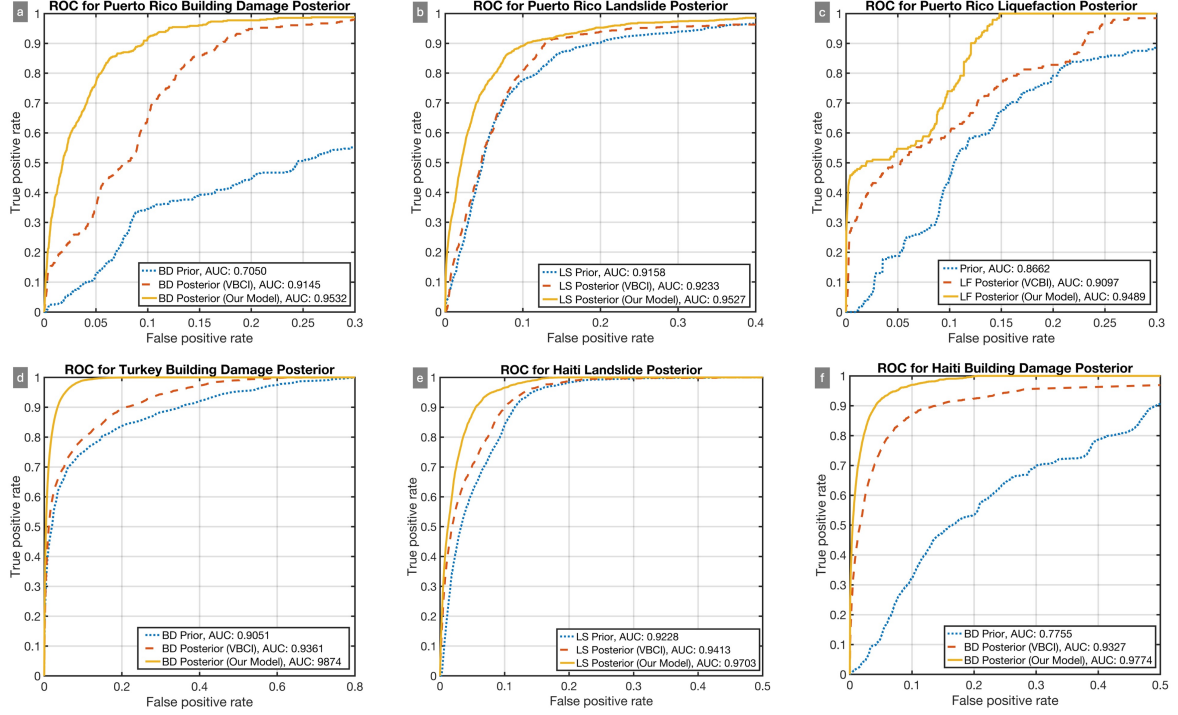 a
ROC for Puerto Rico Building Damage Posterior
True positive rate
1
0.9
0.8
0.7
0.6
0.5
0.4
0.3
0.2
0.1
0
BD Prior, AUC: 0.7050
BD Posterior (VBCI), AUC: 0.9145
BD Posterior (Our Model), AUC: 0.9532
0 0.05 0.1 0.15 0.2 0.25 0.3
False positive rate
b
ROC for Puerto Rico Landslide Posterior
True positive rate
1
0.9
0.8
0.7
0.6
0.5
0.4
0.3
0.2
0.1
0
LS Prior, AUC: 0.9158
LS Posterior (VBCI), AUC: 0.9233
LS Posterior (Our Model), AUC: 0.9527
0 0.1 0.2 0.3 0.4
False positive rate
c
ROC for Puerto Rico Liquefaction Posterior
True positive rate
1
0.9
0.8
0.7
0.6
0.5
0.4
0.3
0.2
0.1
0
Prior, AUC: 0.8662
LF Posterior (VCBI), AUC: 0.9097
LF Posterior (Our Model), AUC: 0.9489
0 0.05 0.1 0.15 0.2 0.25 0.3
False positive rate
d
ROC for Turkey Building Damage Posterior
True positive rate
1
0.9
0.8
0.7
0.6
0.5
0.4
0.3
0.2
0.1
0
BD Prior, AUC: 0.9051
BD Posterior (VBCI), AUC: 0.9361
BD Posterior (Our Model), AUC: 9874
0 0.2 0.4 0.6 0.8
False positive rate
e
ROC for Haiti Landslide Posterior
True positive rate
1
0.9
0.8
0.7
0.6
0.5
0.4
0.3
0.2
0.1
0
LS Prior, AUC: 0.9228
LS Posterior (VBCI), AUC: 0.9413
LS Posterior (Our Model), AUC: 0.9703
0 0.1 0.2 0.3 0.4 0.5
False positive rate
f
ROC for Haiti Building Damage Posterior
True positive rate
1
0.9
0.8
0.7
0.6
0.5
0.4
0.3
0.2
0.1
0
BD Prior, AUC: 0.7755
BD Posterior (VBCI), AUC: 0.9327
BD Posterior (Our Model), AUC: 0.9774
0 0.1 0.2 0.3 0.4 0.5
False positive rate